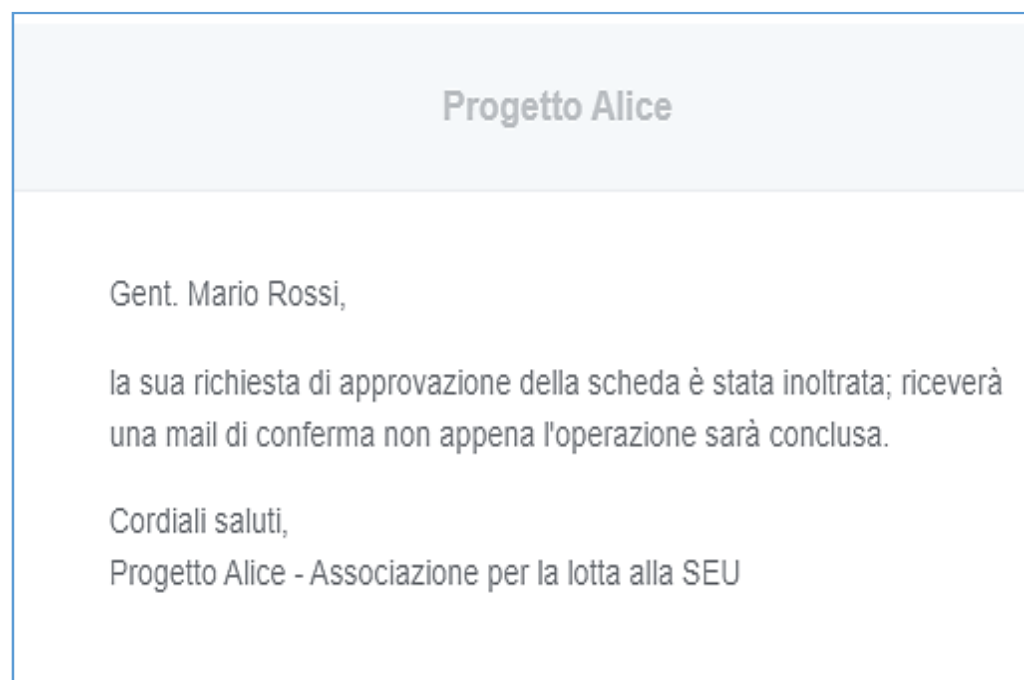 Progetto Alice
Gent. Mario Rossi,
la sua richiesta di approvazione della scheda è stata inoltrata; riceverà
una mail di conferma non appena l'operazione sarà conclusa.
Cordiali saluti,
Progetto Alice - Associazione per la lotta alla SEU